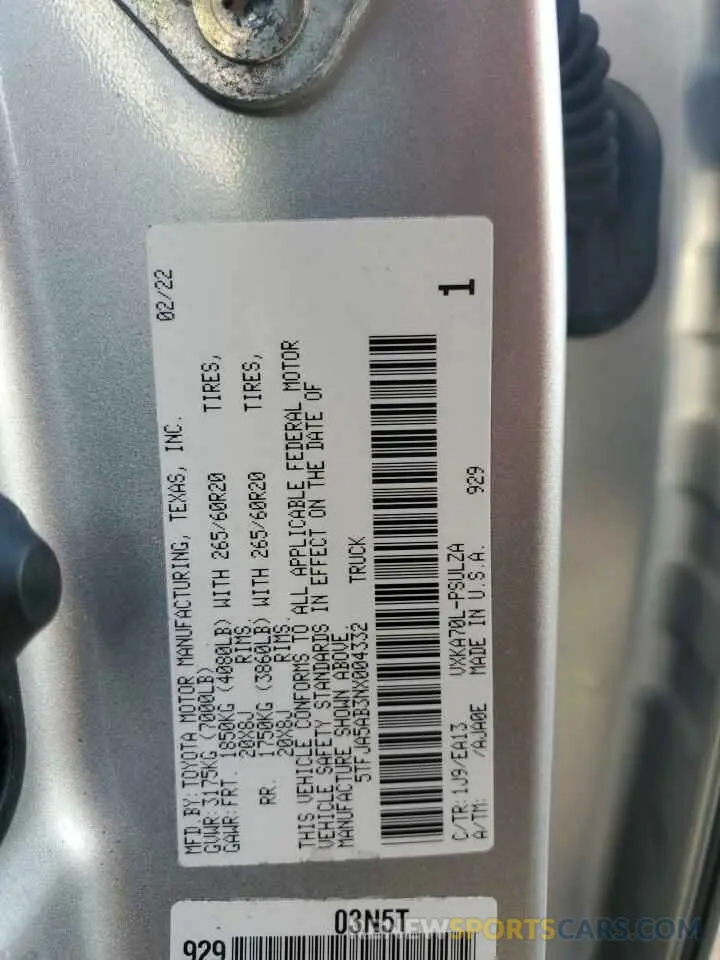 MFD BY: TOYOTA MOTOR MANUFACTURING, TEXAS, INC. 02/22
GVWR: 3175KG (7000LB)
GAWR: FRT. 1850KG (4080LB) WITH 265/60R20 TIRES,
20X8J RIMS
RR. 1750KG (3860LB) WITH 265/60R20 TIRES,
20X8J RIMS
THIS VEHICLE CONFORMS TO ALL APPLICABLE FEDERAL MOTOR
VEHICLE SAFETY STANDARDS IN EFFECT ON THE DATE OF
MANUFACTURE SHOWN ABOVE.
5TFJA5AB3NX004332 TRUCK
C/TR: 1J9/EA13 VXKA70L-PSULZA 929 1
A/TM: /AJA0E MADE IN U.S.A.
03N5T
929
REVIEWSPORTSCARS.COM